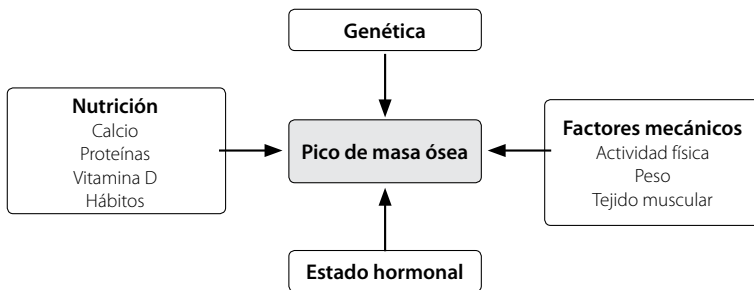 Genética
Nutrición
Calcio
Proteínas
Vitamina D
Hábitos
Pico de masa ósea
Factores mecánicos
Actividad física
Peso
Tejido muscular
Estado hormonal